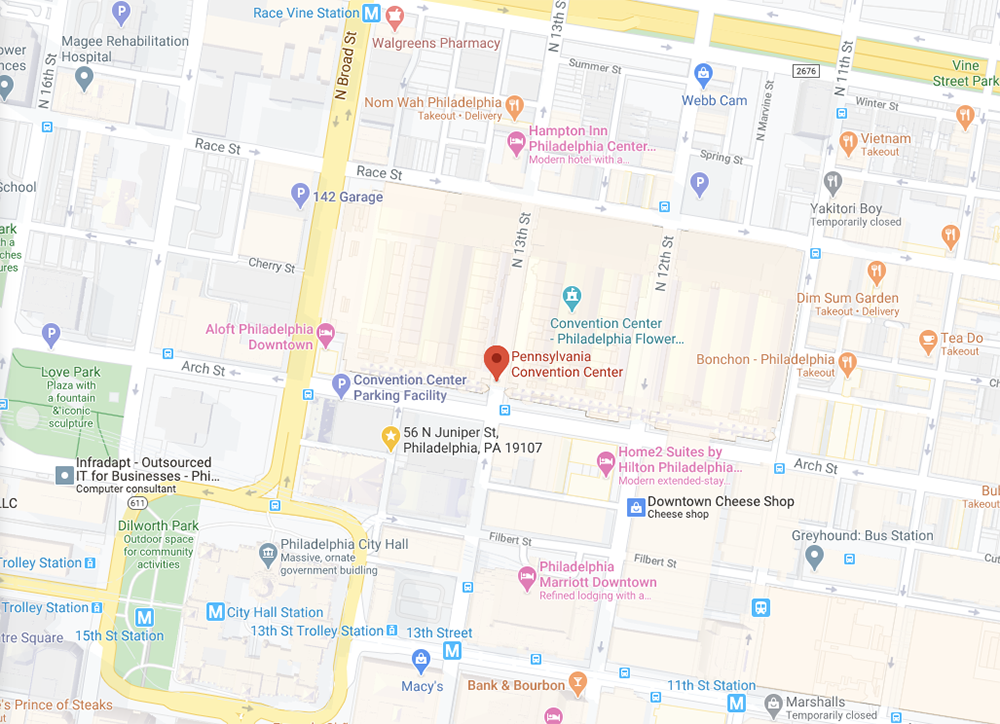 Race Vine Station
Walgreens Pharmacy
Magee Rehabilitation
Hospital
N 16th St
N Broad St
N 13th St
Summer St
2676
N 11th St
Vine
Street Park
Webb Cam
Nom Wah Philadelphia
Takeout • Delivery
Hampton Inn
Philadelphia Center...
Modern hotel with a...
N Marvine St
Winter St
Vietnam
Takeout
Spring St
Race St
Race St
School
142 Garage
Yakitori Boy
Temporarily closed
Cherry St
N 13th St
N 12th St
Dim Sum Garden
Takeout • Delivery
Convention Center
- Philadelphia Flower...
Aloft Philadelphia
Downtown
Tea Do
Takeout
Pennsylvania
Convention Center
Bonchon - Philadelphia
Takeout
Arch St
Love Park
Plaza with
a fountain
& iconic
sculpture
Convention Center
Parking Facility
56 N Juniper St,
Philadelphia, PA 19107
Home2 Suites by
Hilton Philadelphia...
Modern extended-stay...
Arch St
Infradapt - Outsourced
IT for Businesses - Phi...
Computer consultant
LLC
611
Downtown Cheese Shop
Cheese shop
Bul
Takeout
Dilworth Park
Outdoor space
for community
activities
Philadelphia City Hall
Massive, ornate
government buidling
Filbert St
Filbert St
Greyhound: Bus Station
Cut
Trolley Station
Philadelphia
Marriott Downtown
Refined lodging with a...
Trolley Station
15th St Station
City Hall Station
13th St Trolley Station
13th Street
tre Square
Macy's
Bank & Bourbon
11th St Station
's Prince of Steaks
Marshalls
Temporarily closed